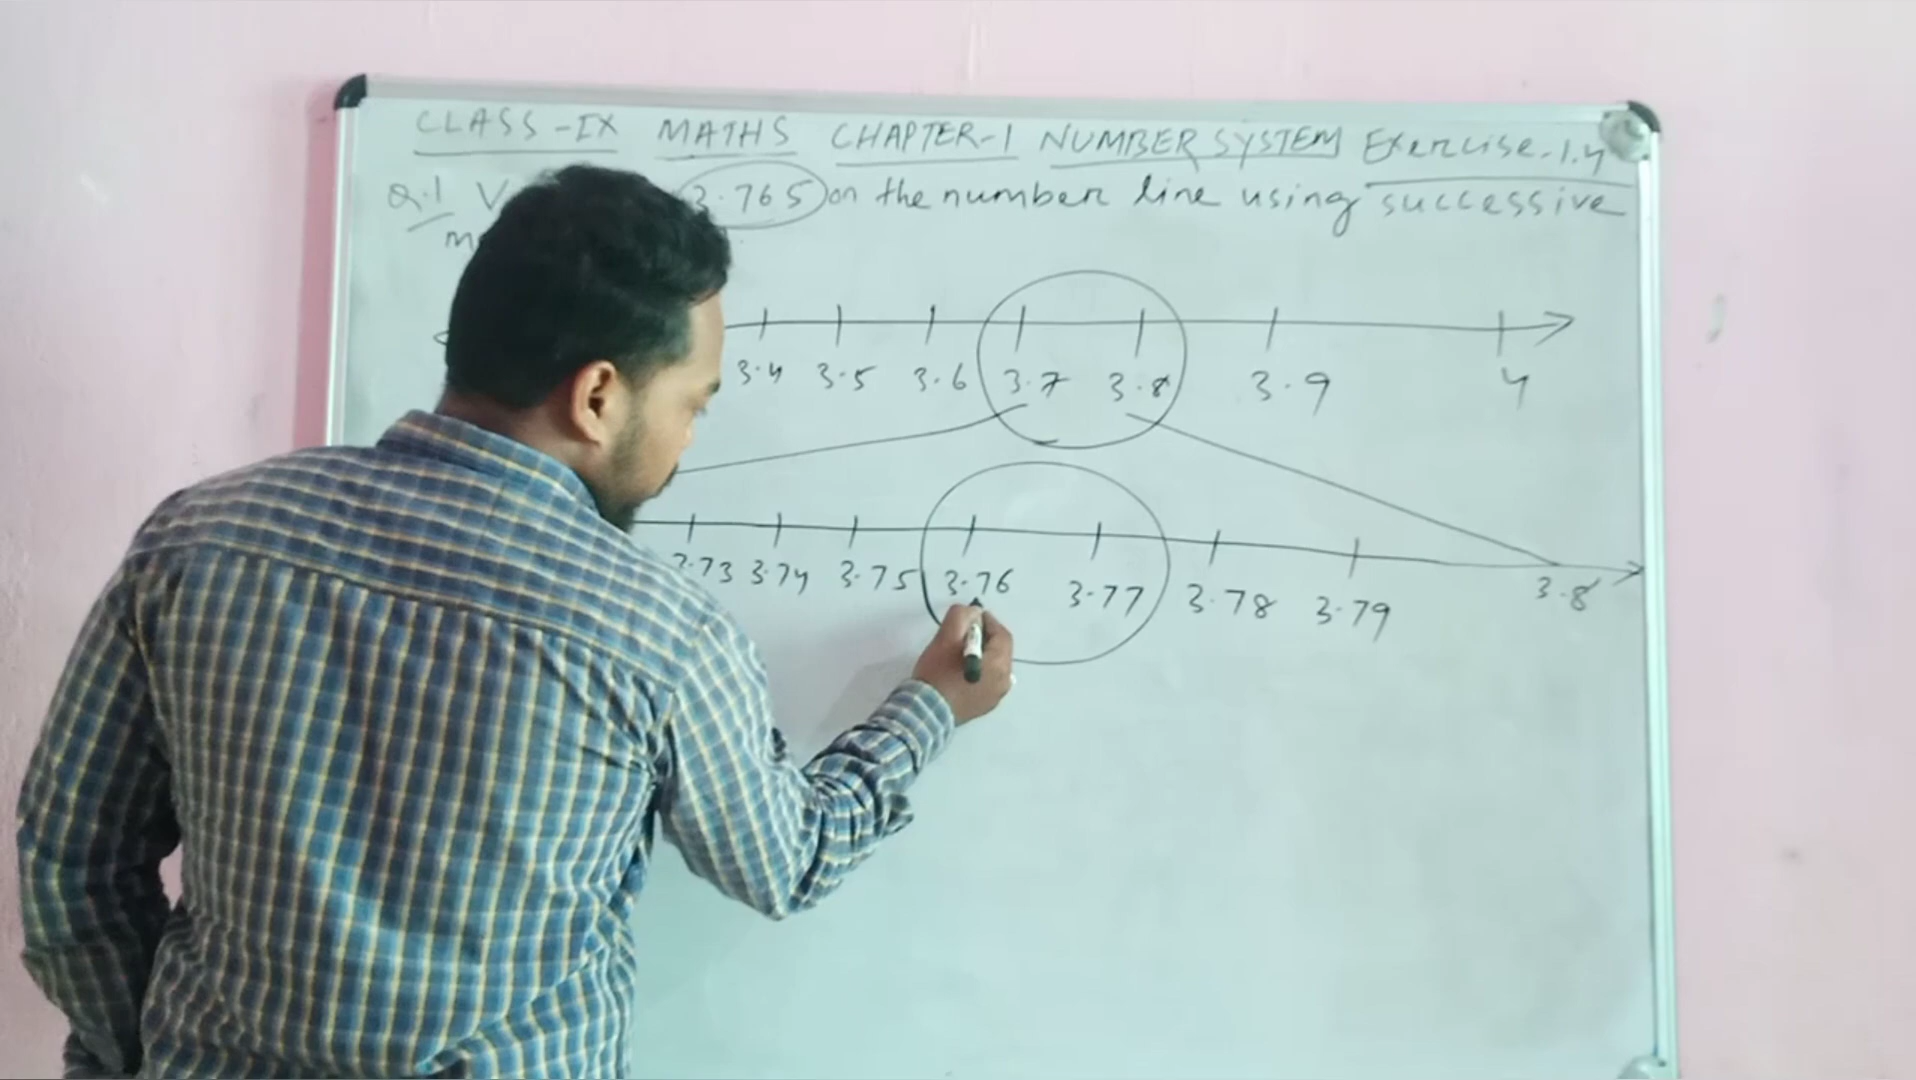 CLASS-IX MATHS CHAPTER-1 NUMBER SYSTEM Exercise-1.4
Q.1 3.765 on the number line using successive
3.4 3.5 3.6 3.7 3.8 3.9 4
3.73 3.74 3.75 3.76 3.77 3.78 3.79 3.8